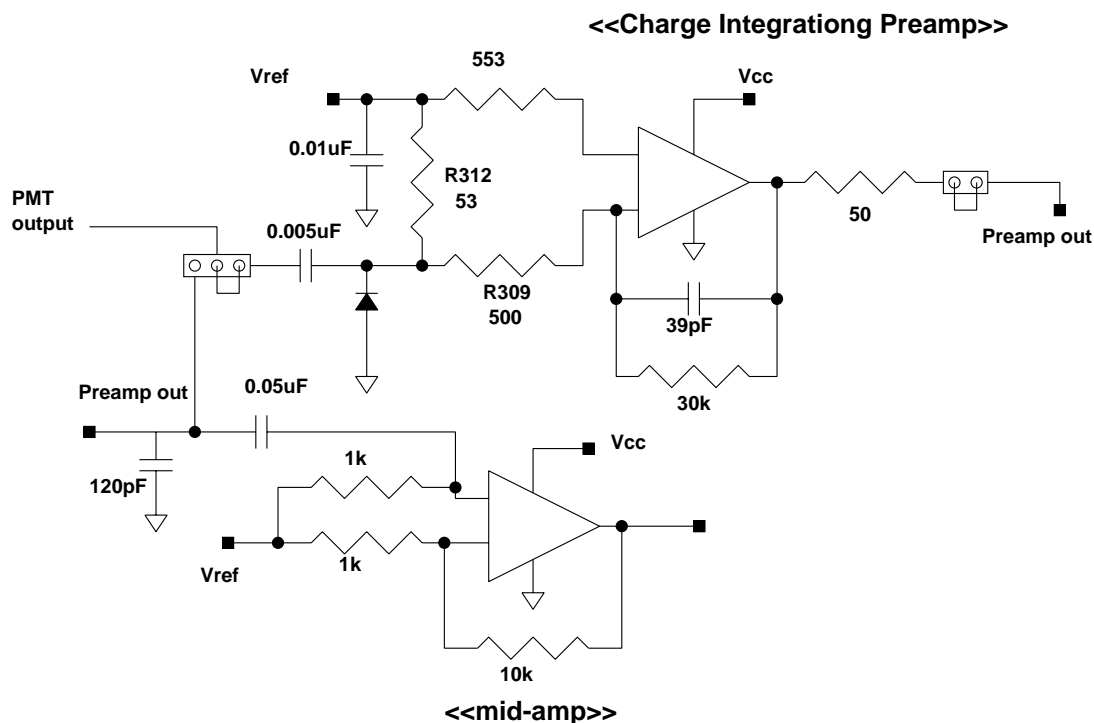 <<Charge Integrationg Preamp>>
553
Vref
Vcc
0.01uF
R312
53
PMT
output
0.005uF
50
Preamp out
R309
500
39pF
30k
Preamp out
0.05uF
Vcc
1k
120pF
Vref
1k
10k
<<mid-amp>>